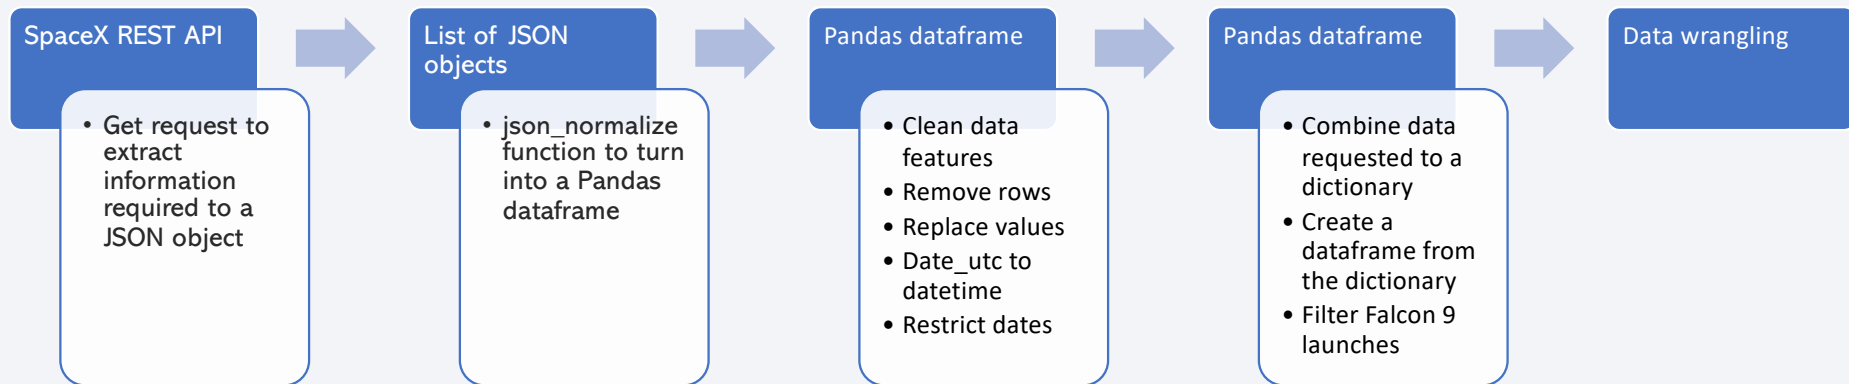 SpaceX REST API
• Get request to
extract
information
required to a
JSON object
List of JSON
objects
• json_normalize
function to turn
into a Pandas
dataframe
Pandas dataframe
• Clean data
features
• Remove rows
• Replace values
• Date_utc to
datetime
• Restrict dates
Pandas dataframe
• Combine data
requested to a
dictionary
• Create a
dataframe from
the dictionary
• Filter Falcon 9
launches
Data wrangling